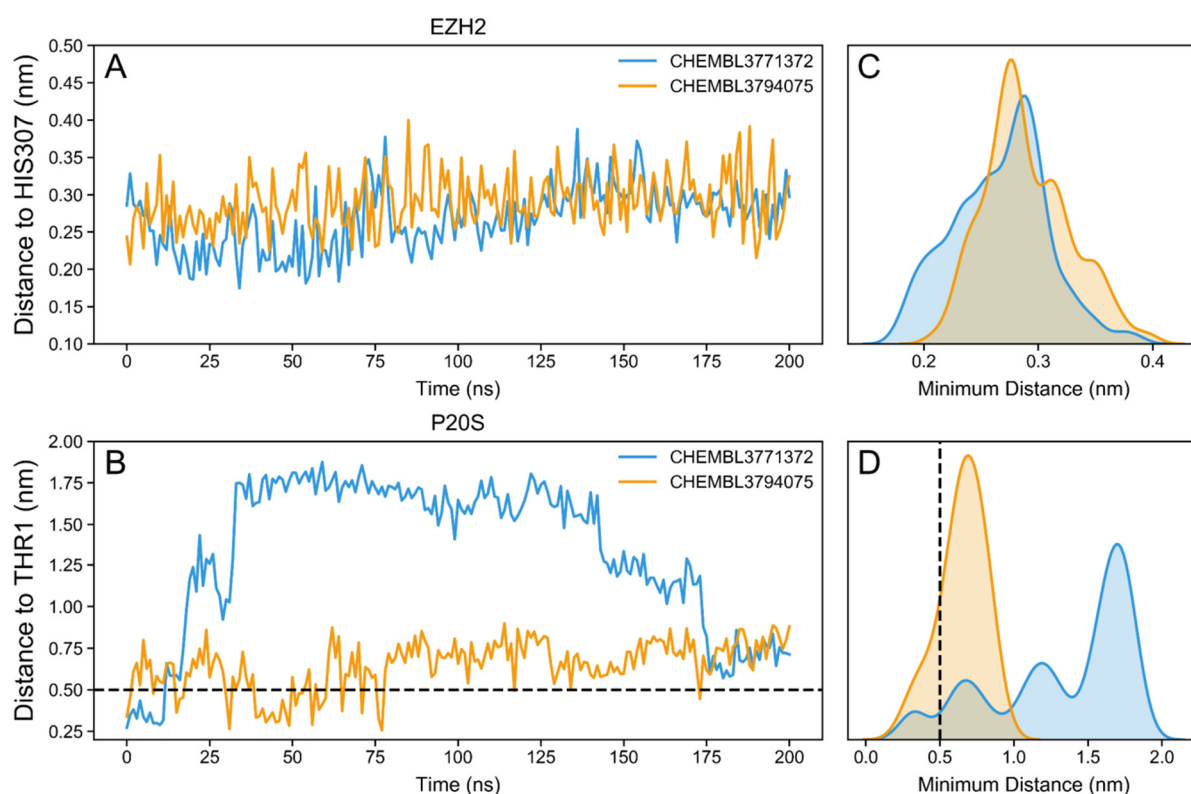 EZH2
A
CHEMBL3771372
CHEMBL3794075
Distance to HIS307 (nm)
0.50
0.45
0.40
0.35
0.30
0.25
0.20
0.15
0.10
0 25 50 75 100 125 150 175 200
Time (ns)
C
0.2 0.3 0.4
Minimum Distance (nm)
P20S
B
CHEMBL3771372
CHEMBL3794075
Distance to THR1 (nm)
2.00
1.75
1.50
1.25
1.00
0.75
0.50
0.25
0 25 50 75 100 125 150 175 200
Time (ns)
D
0.0 0.5 1.0 1.5 2.0
Minimum Distance (nm)